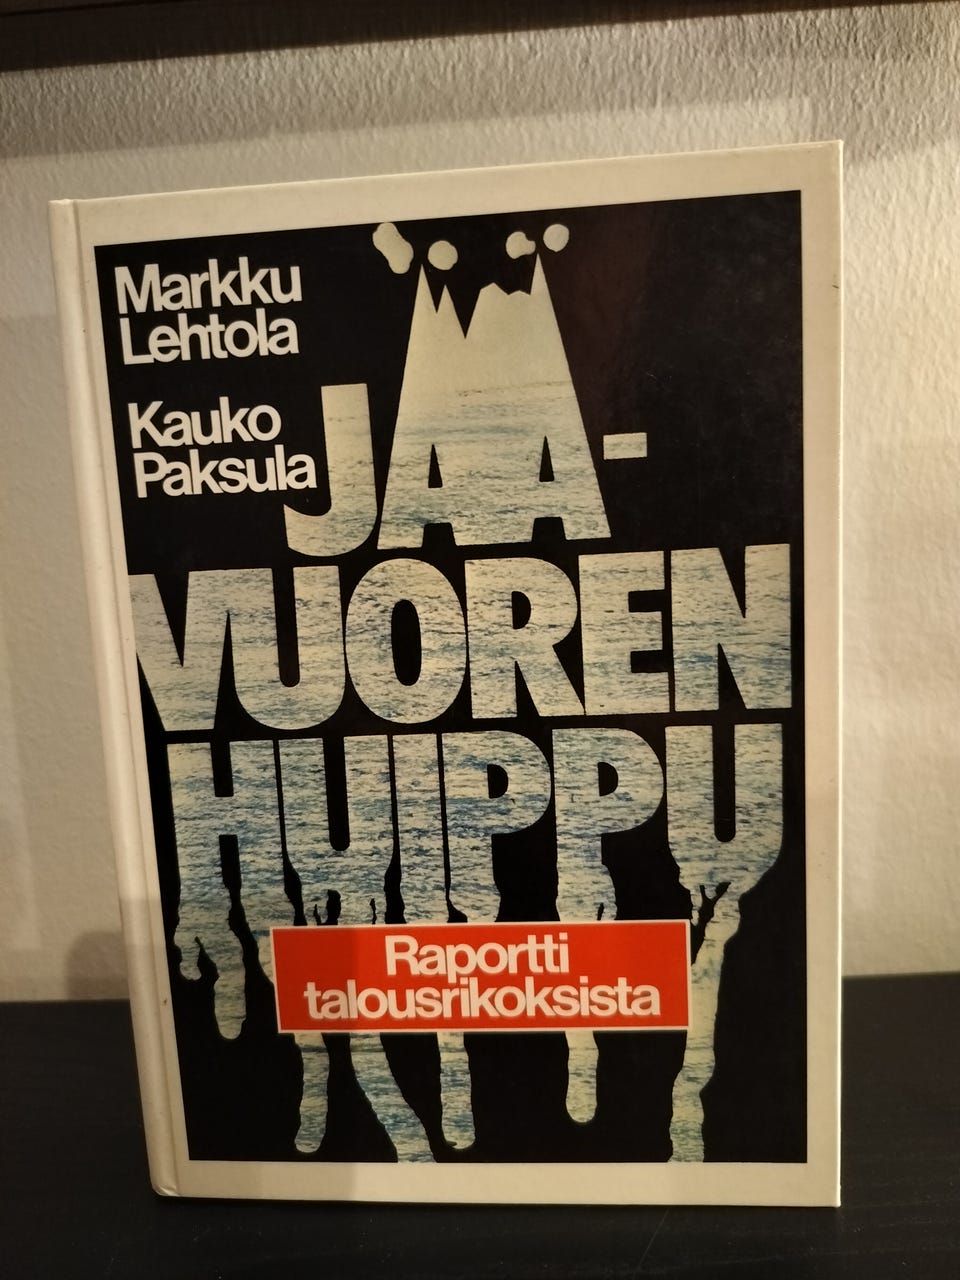 Markku
Lehtola
Kauko
Paksula
JÄÄ-
VUOREN
HUIPPU
Raportti
talousrikoksista